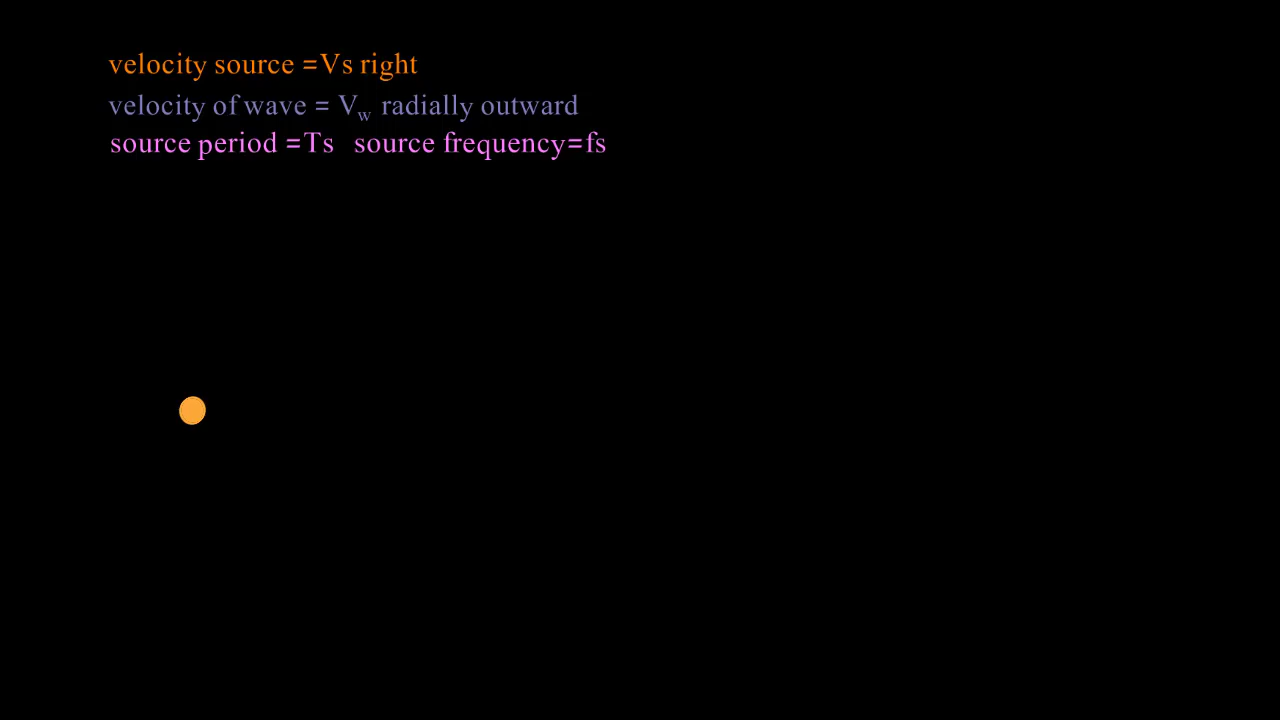 velocity source =Vs right
velocity of wave = Vw radially outward
source period =Ts source frequency=fs